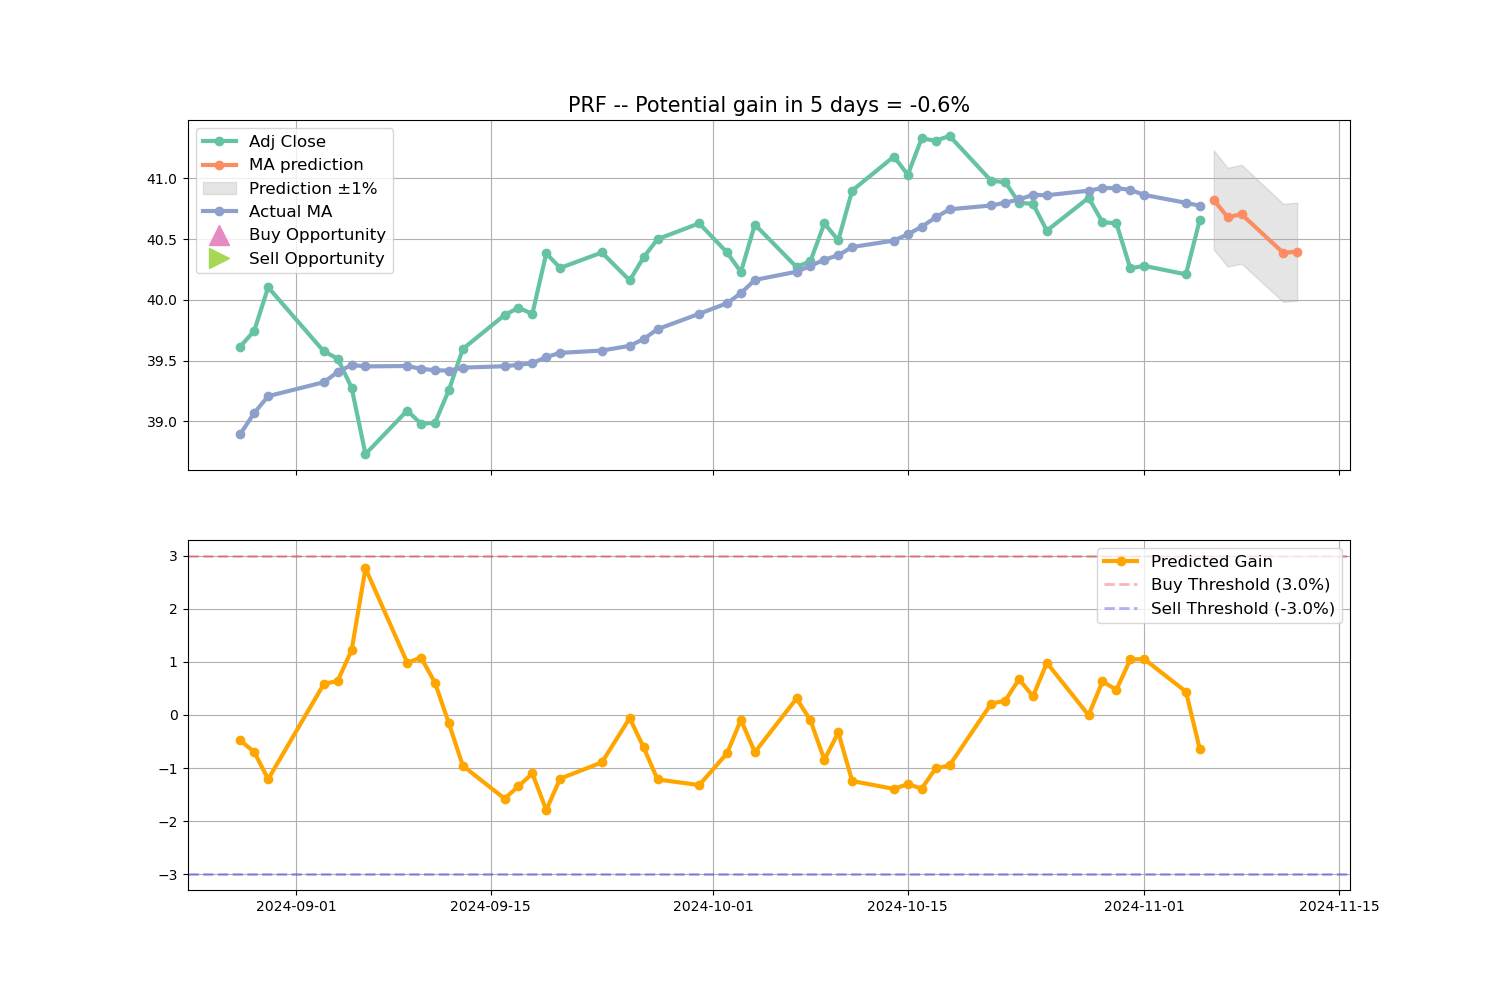 PRF -- Potential gain in 5 days = -0.6%
Adj Close
MA prediction
Prediction ±1%
Actual MA
Buy Opportunity
Sell Opportunity
41.0
40.5
40.0
39.5
39.0
Predicted Gain
Buy Threshold (3.0%)
Sell Threshold (-3.0%)
3
2
1
0
−1
−2
−3
2024-09-01
2024-09-15
2024-10-01
2024-10-15
2024-11-01
2024-11-15